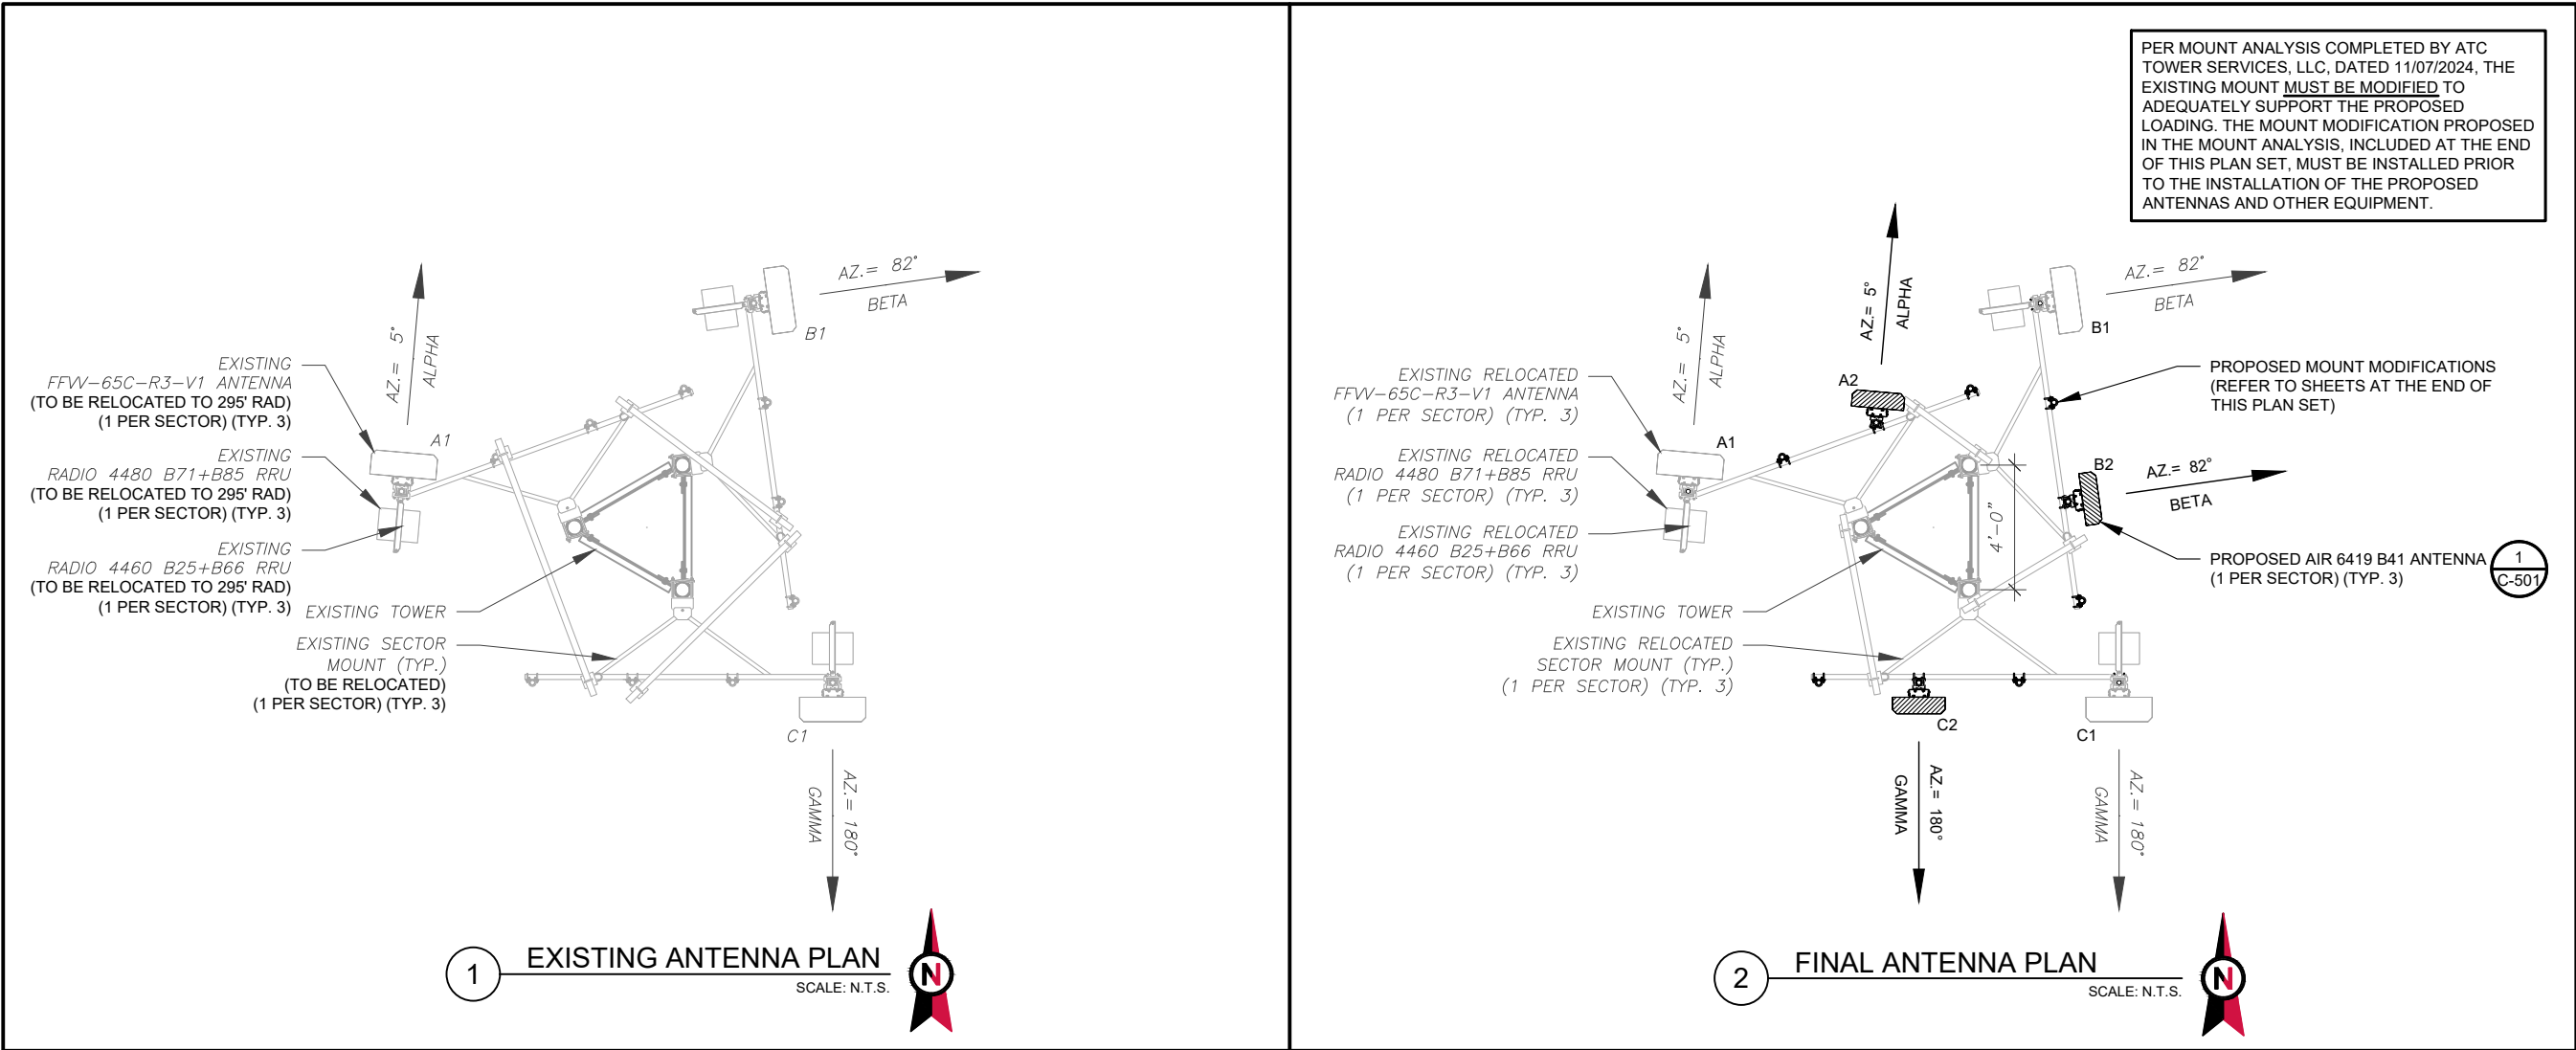 AZ.= 82°
BETA
B1
AZ.= 5°
ALPHA
A1
EXISTING
FFVV-65C-R3-V1 ANTENNA
(TO BE RELOCATED TO 295' RAD)
(1 PER SECTOR) (TYP. 3)
EXISTING
RADIO 4480 B71+B85 RRU
(TO BE RELOCATED TO 295' RAD)
(1 PER SECTOR) (TYP. 3)
EXISTING
RADIO 4460 B25+B66 RRU
(TO BE RELOCATED TO 295' RAD)
(1 PER SECTOR) (TYP. 3)
EXISTING TOWER
EXISTING SECTOR
MOUNT (TYP.)
(TO BE RELOCATED)
(1 PER SECTOR) (TYP. 3)
C1
AZ.= 180°
GAMMA
1
EXISTING ANTENNA PLAN
SCALE: N.T.S.
N
PER MOUNT ANALYSIS COMPLETED BY ATC
TOWER SERVICES, LLC, DATED 11/07/2024, THE
EXISTING MOUNT MUST BE MODIFIED TO
ADEQUATELY SUPPORT THE PROPOSED
LOADING. THE MOUNT MODIFICATION PROPOSED
IN THE MOUNT ANALYSIS, INCLUDED AT THE END
OF THIS PLAN SET, MUST BE INSTALLED PRIOR
TO THE INSTALLATION OF THE PROPOSED
ANTENNAS AND OTHER EQUIPMENT.
AZ.= 5°
ALPHA
AZ.= 5°
ALPHA
AZ.= 82°
BETA
B1
A2
A1
EXISTING RELOCATED
FFVV-65C-R3-V1 ANTENNA
(1 PER SECTOR) (TYP. 3)
EXISTING RELOCATED
RADIO 4480 B71+B85 RRU
(1 PER SECTOR) (TYP. 3)
EXISTING RELOCATED
RADIO 4460 B25+B66 RRU
(1 PER SECTOR) (TYP. 3)
EXISTING TOWER
EXISTING RELOCATED
SECTOR MOUNT (TYP.)
(1 PER SECTOR) (TYP. 3)
4'-0"
PROPOSED MOUNT MODIFICATIONS
(REFER TO SHEETS AT THE END OF
THIS PLAN SET)
B2
AZ.= 82°
BETA
PROPOSED AIR 6419 B41 ANTENNA
(1 PER SECTOR) (TYP. 3)
1
C-501
C2
C1
AZ.= 180°
GAMMA
AZ.= 180°
GAMMA
2
FINAL ANTENNA PLAN
SCALE: N.T.S.
N